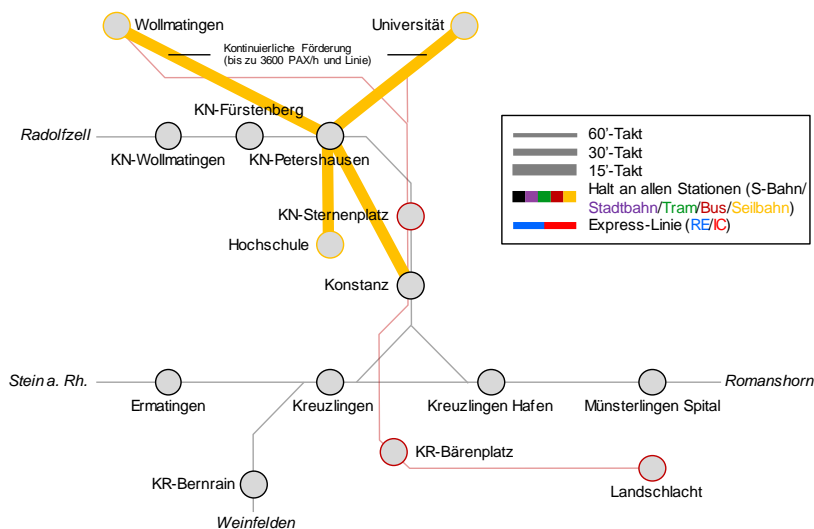 Wollmatingen
Universität
Kontinuierliche Förderung
(bis zu 3600 PAX/h und Linie)
KN-Fürstenberg
Radolfzell
KN-Wollmatingen
KN-Petershausen
60’-Takt
30’-Takt
15’-Takt
Halt an allen Stationen (S-Bahn/
Stadtbahn/Tram/Bus/Seilbahn)
Express-Linie (RE/IC)
KN-Sternenplatz
Hochschule
Konstanz
Stein a. Rh.
Romanshorn
Ermatingen
Kreuzlingen
Kreuzlingen Hafen
Münsterlingen Spital
KR-Bärenplatz
KR-Bernrain
Landschlacht
Weinfelden